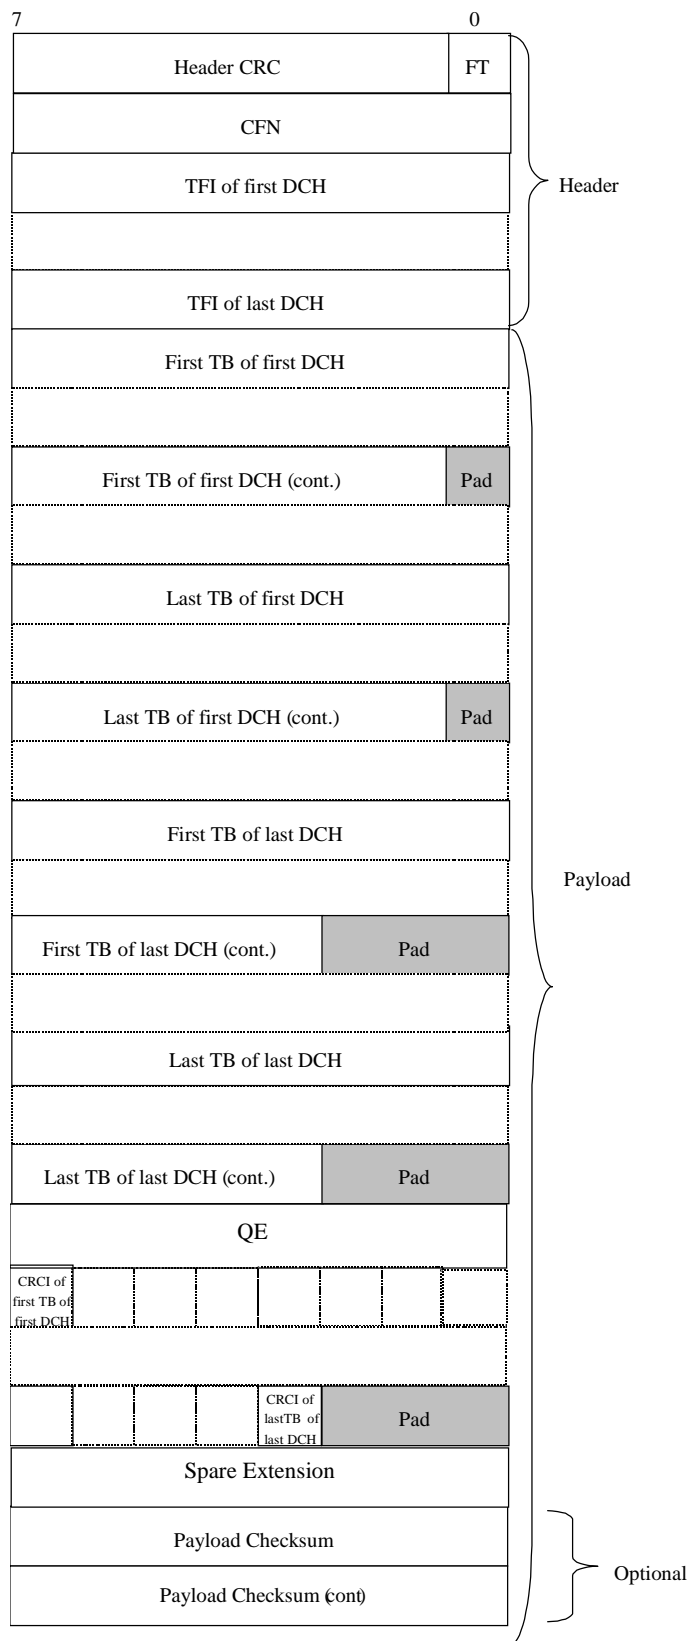 7 0
Header CRC FT
CFN
TFI of first DCH
Header
TFI of last DCH
First TB of first DCH
First TB of first DCH (cont.) Pad
Last TB of first DCH
Last TB of first DCH (cont.) Pad
First TB of last DCH
Payload
First TB of last DCH (cont.) Pad
Last TB of last DCH
Last TB of last DCH (cont.) Pad
QE
CRCI of
first TB of
first DCH
CRCI of
lastTB of
last DCH
Pad
Spare Extension
Payload Checksum
Optional
Payload Checksum (cont)